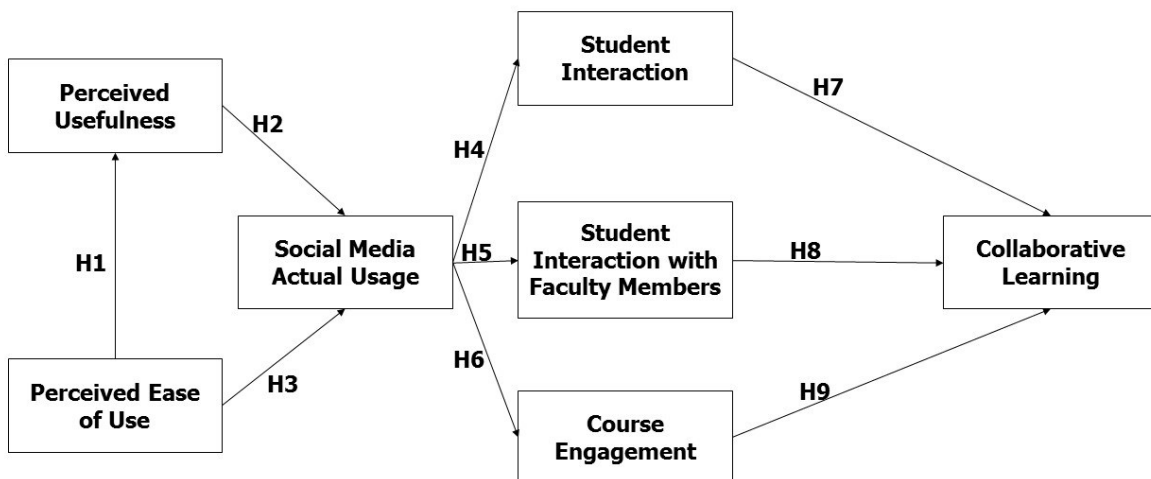 Student
Interaction
Perceived
Usefulness
H7
H2
H4
Social Media
Actual Usage
H5
Student
Interaction with
Faculty Members
H8
Collaborative
Learning
H1
H6
H3
Perceived Ease
of Use
H9
Course
Engagement